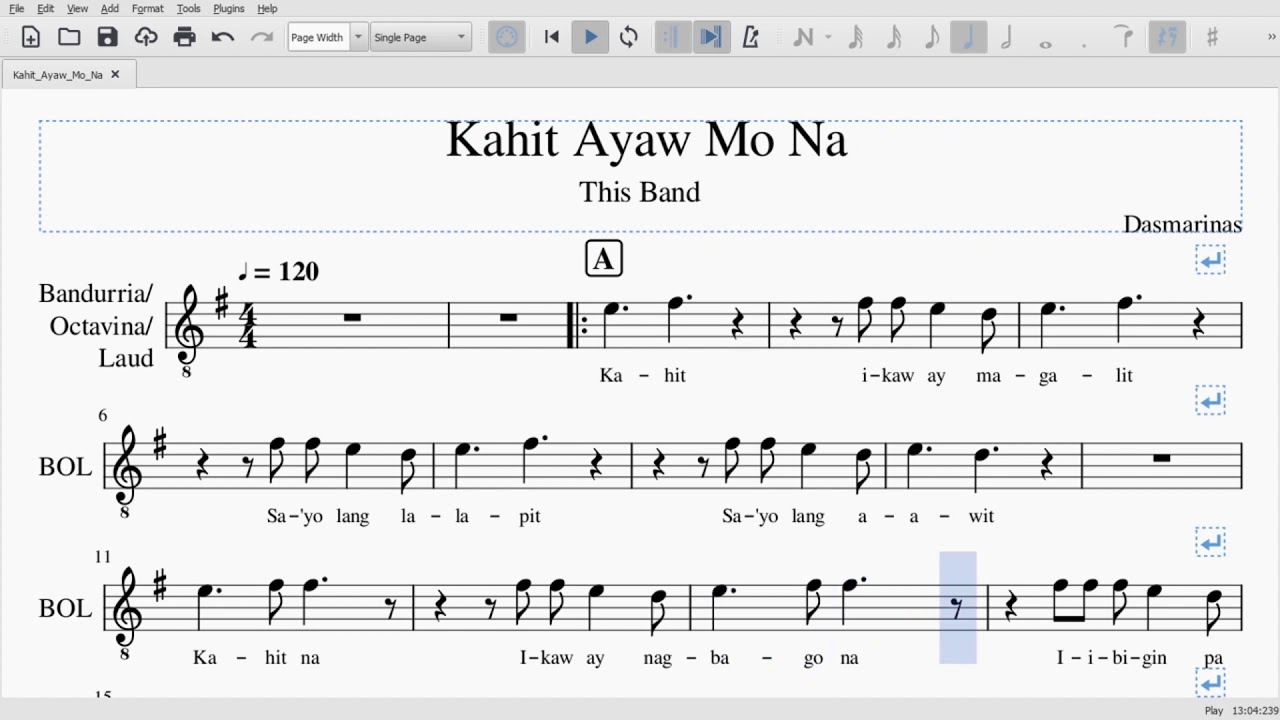 File Edit View Add Format Tools Plugins Help
Page Width Single Page
Kahit_Ayaw_Mo_Na
Kahit Ayaw Mo Na
This Band
Dasmarinas
A
= 120
Bandurria/
Octavina/
Laud
4
4
8
Ka - hit i-kaw ay ma - ga - lit
6
BOL
8
Sa-'yo lang la - la - pit Sa-'yo lang a - a - wit
11
BOL
8
Ka - hit na I-kaw ay nag - ba - go na I-i-bi-gin pa
15
Play 13:04:239